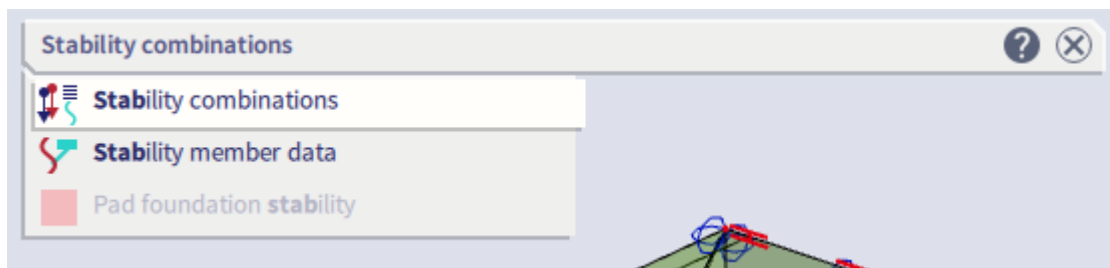 Stability combinations
Stability combinations
Stability member data
Pad foundation stability